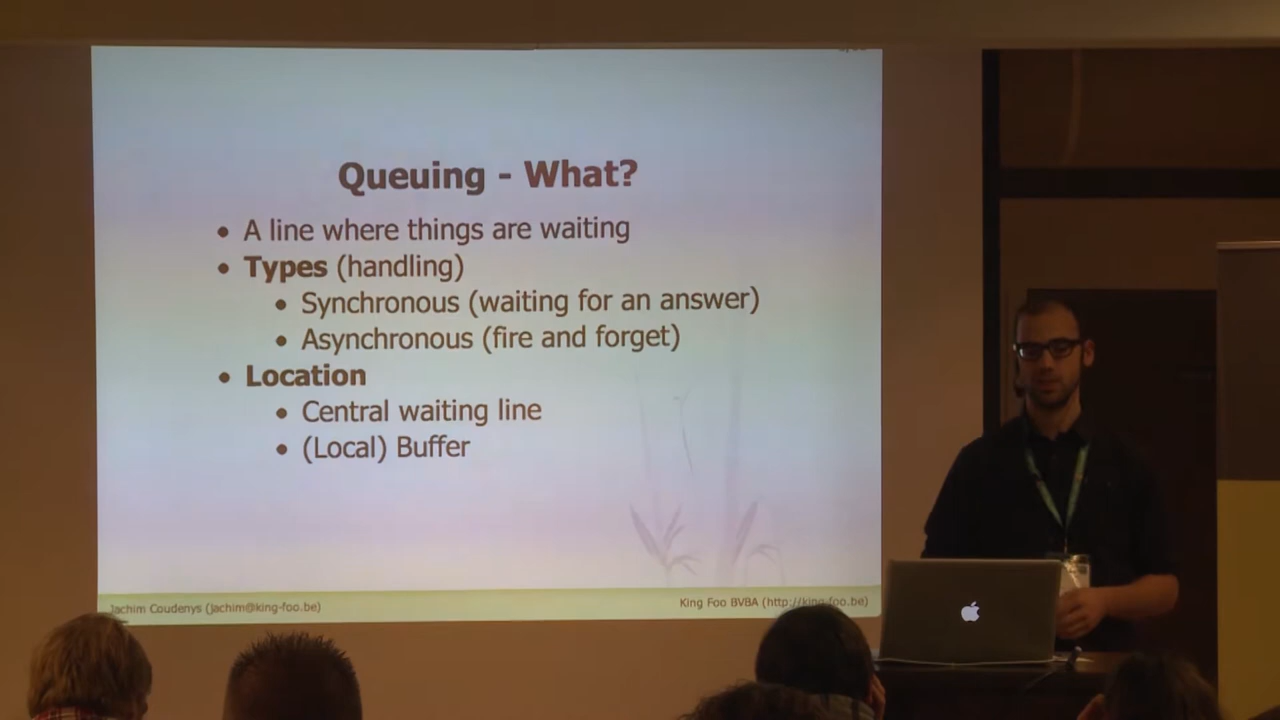 Queuing - What?
A line where things are waiting
Types (handling)
Synchronous (waiting for an answer)
Asynchronous (fire and forget)
Location
Central waiting line
(Local) Buffer
Jachim Coudenys (jachim@king-foo.be)
King Foo BVBA (http://king-foo.be)